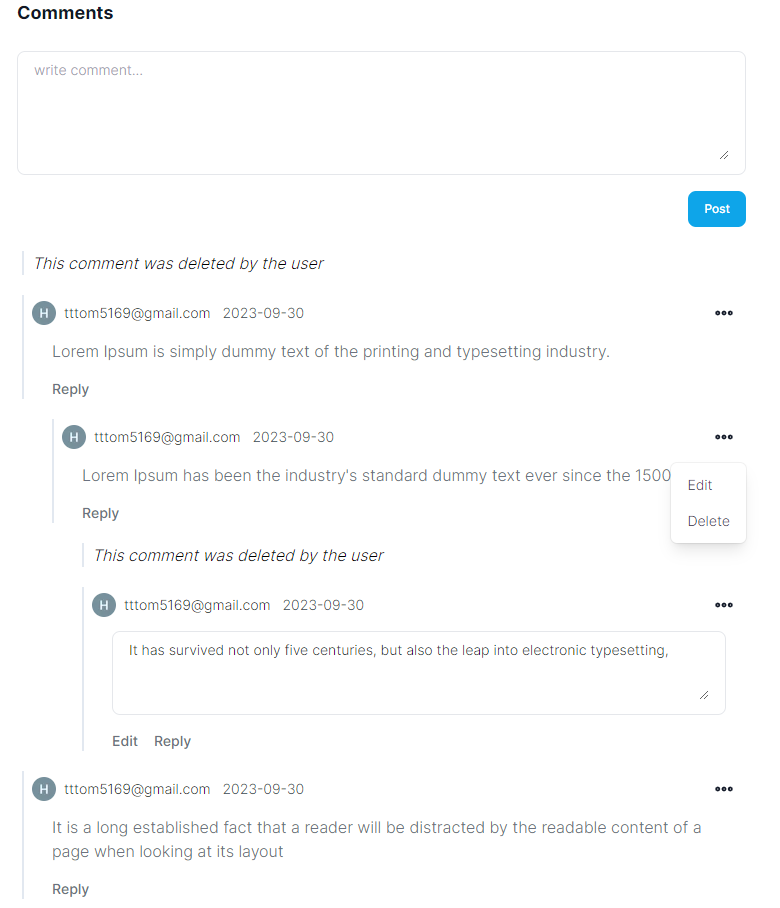 Comments
write comment...
Post
This comment was deleted by the user
H tttom5169@gmail.com 2023-09-30
Lorem Ipsum is simply dummy text of the printing and typesetting industry.
Reply
H tttom5169@gmail.com 2023-09-30
Lorem Ipsum has been the industry's standard dummy text ever since the 1500
Edit
Reply
Delete
This comment was deleted by the user
H tttom5169@gmail.com 2023-09-30
It has survived not only five centuries, but also the leap into electronic typesetting,
Edit Reply
H tttom5169@gmail.com 2023-09-30
It is a long established fact that a reader will be distracted by the readable content of a
page when looking at its layout
Reply